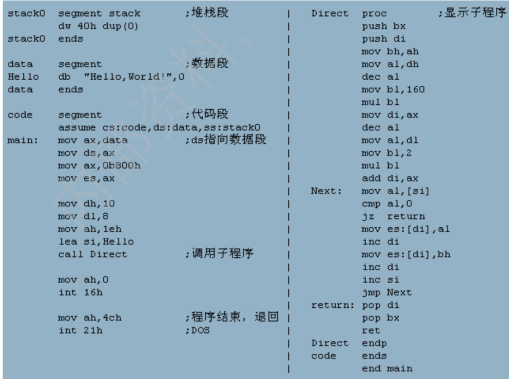 stack0 segment stack ;堆栈段
dw 40h dup(0)
stack0 ends
data segment ;数据段
Hello db "Hello,World!",0
data ends
code segment ;代码段
assume cs:code,ds:data,ss:stack0
main: mov ax,data ;ds指向数据段
mov ds,ax
mov ax,0b800h
mov es,ax
mov dh,10
mov dl,8
mov ah,1eh
lea si,Hello
call Direct ;调用子程序
mov ah,0
int 16h
mov ah,4ch ;程序结束，退回
int 21h ;DOS
Direct proc ;显示子程序
push bx
push di
mov bh,ah
mov al,dh
dec al
mov bl,160
mul bl
mov di,ax
dec al
mov al,dl
mov bl,2
mul bl
add di,ax
Next: mov al,[si]
cmp al,0
jz return
mov es:[di],al
inc di
mov es:[di],bh
inc di
inc si
jmp Next
return: pop di
pop bx
ret
Direct endp
code ends
end main